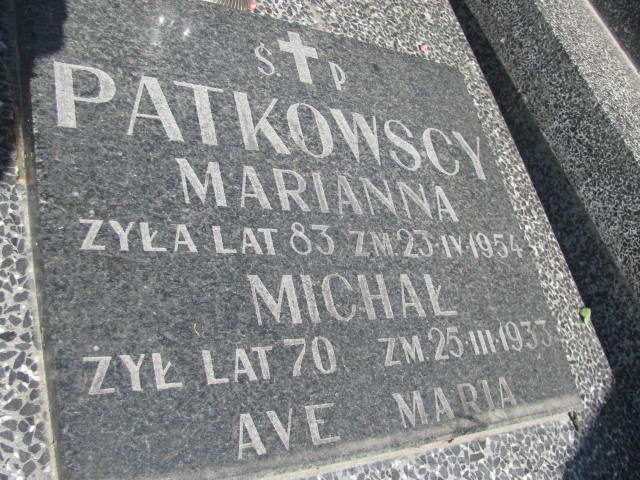 Ś. P
PATKOWSCY
MARIANNA
ŻYŁA LAT 83 ZM. 23·IV·1954
MICHAŁ
ŻYŁ LAT 70 ZM·25·III·1933
AVE MARIA